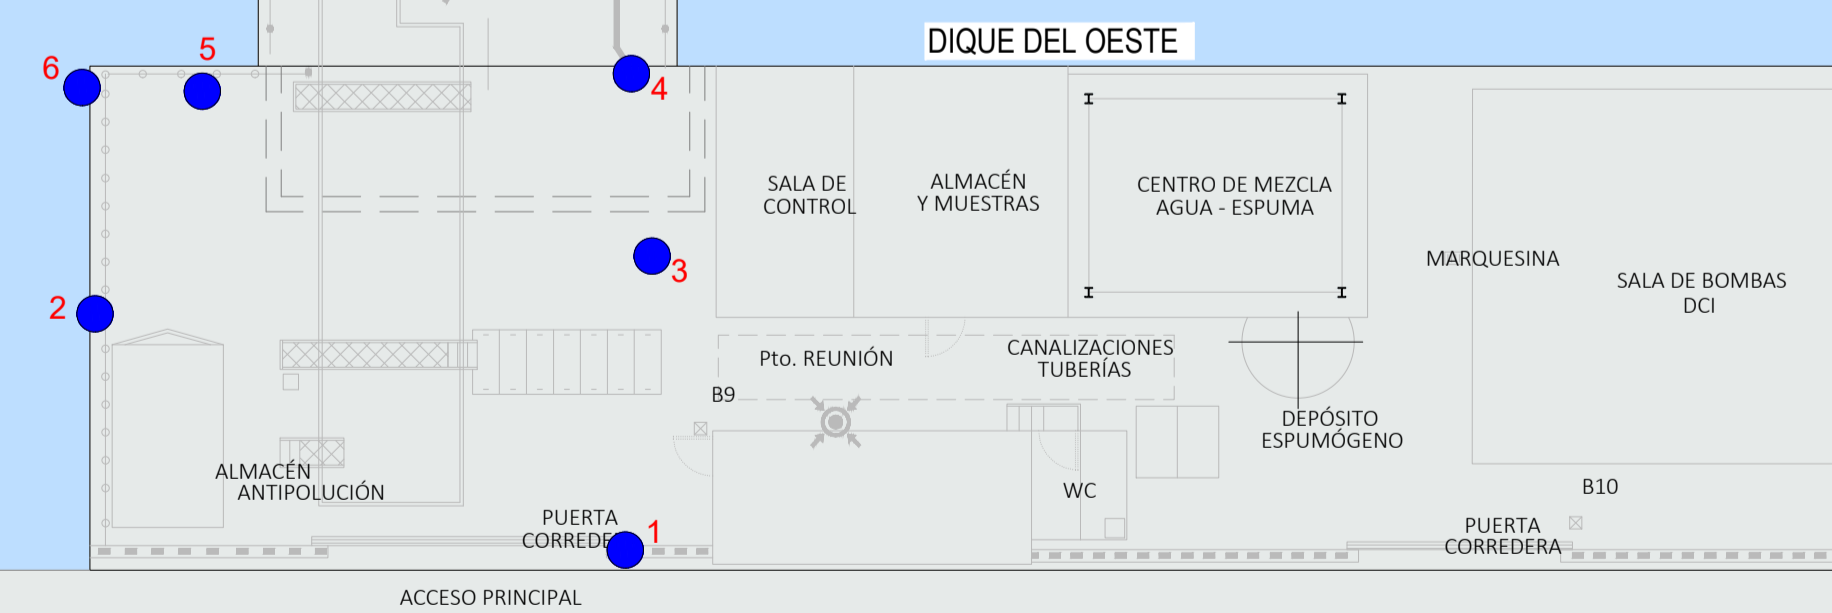 DIQUE DEL OESTE
5
6
4
SALA DE
CONTROL
ALMACÉN
Y MUESTRAS
CENTRO DE MEZCLA
AGUA - ESPUMA
MARQUESINA
SALA DE BOMBAS
DCI
3
2
Pto. REUNIÓN
CANALIZACIONES
TUBERÍAS
B9
DEPÓSITO
ESPUMÓGENO
ALMACÉN
ANTIPOLUCIÓN
WC
B10
PUERTA
CORREDE
1
PUERTA
CORREDERA
ACCESO PRINCIPAL